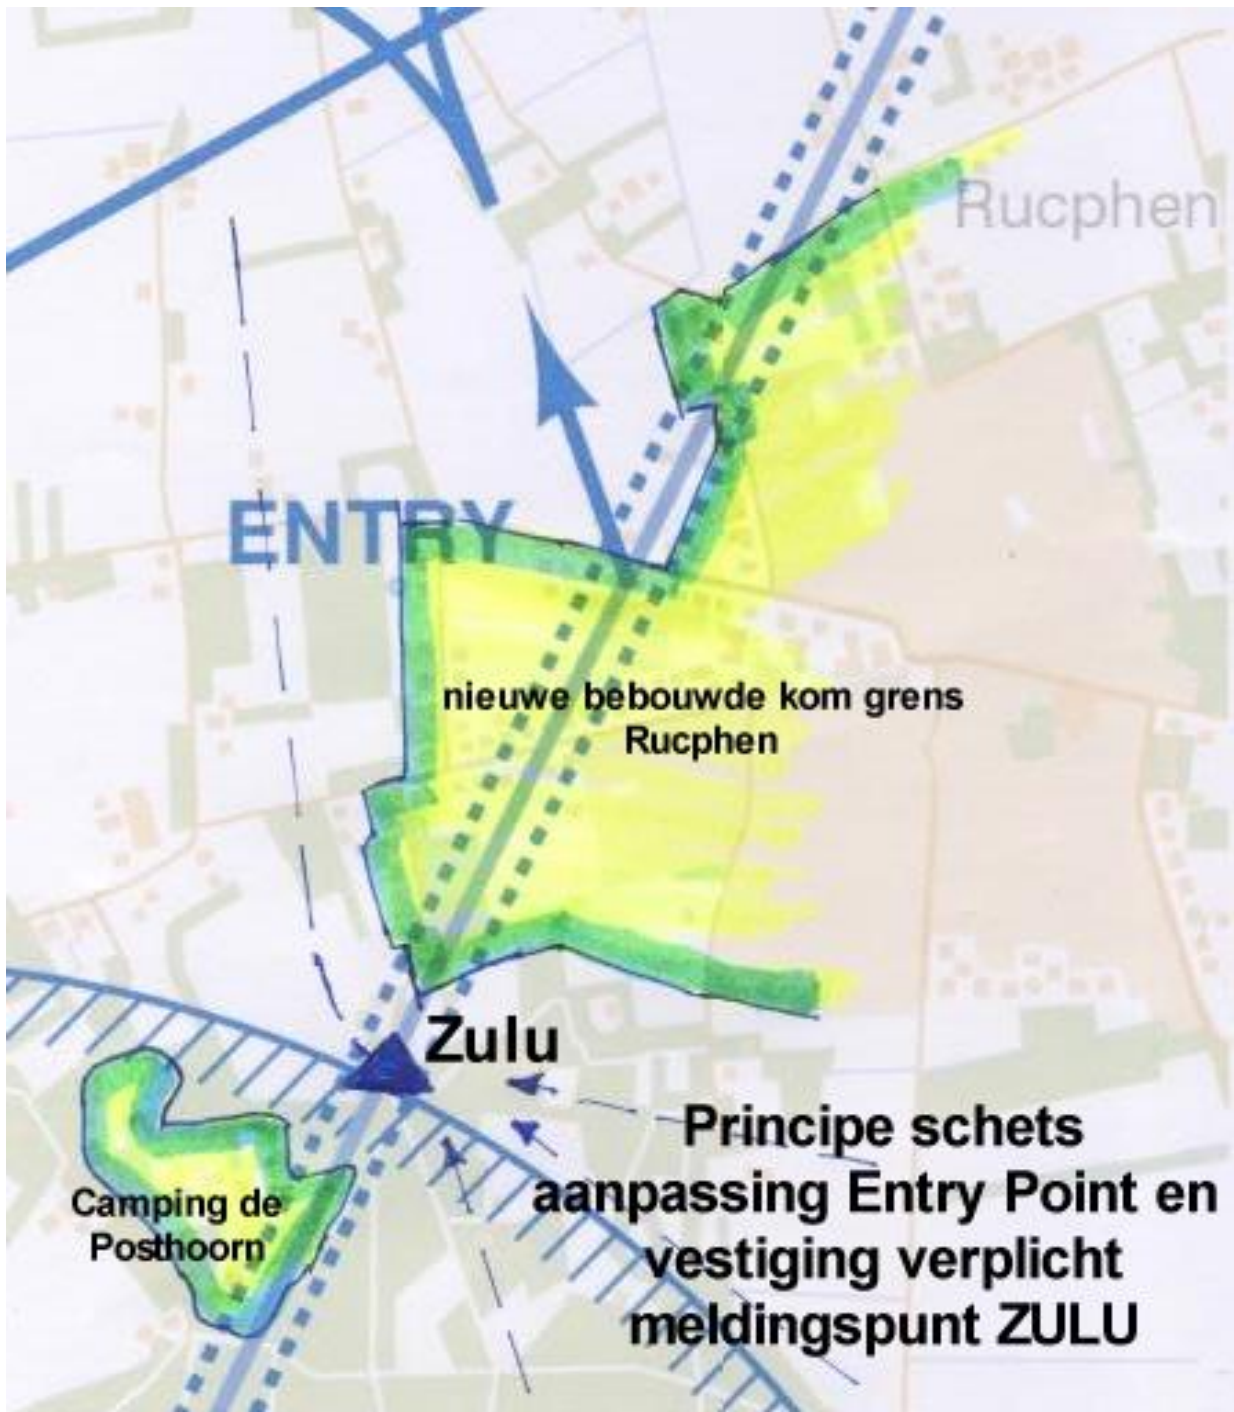 Rucphen
ENTRY
nieuwe bebouwde kom grens
Rucphen
Zulu
Principe schets
aanpassing Entry Point en
vestiging verplicht
meldingspunt ZULU
Camping de
Posthoorn